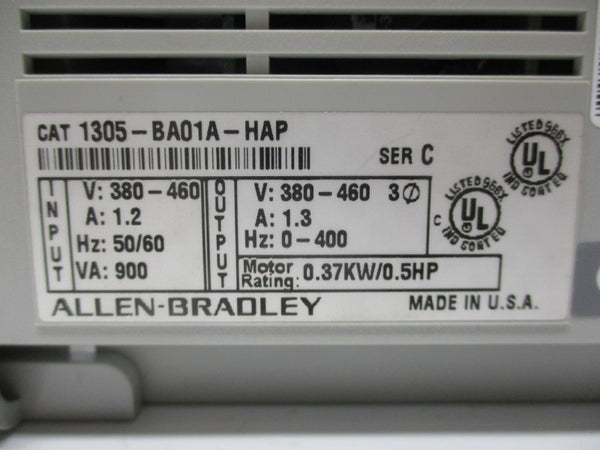 CAT 1305-BA01A-HAP
SER C
LISTED 966X
UL
IND CONT EQ
INPUT
V: 380-460
A: 1.2
Hz: 50/60
VA: 900
OUTPUT
V: 380-460 3Ø
A: 1.3
Hz: 0-400
Motor Rating: 0.37KW/0.5HP
C
LISTED 966X
UL
IND CONT EQ
ALLEN-BRADLEY
MADE IN U.S.A.